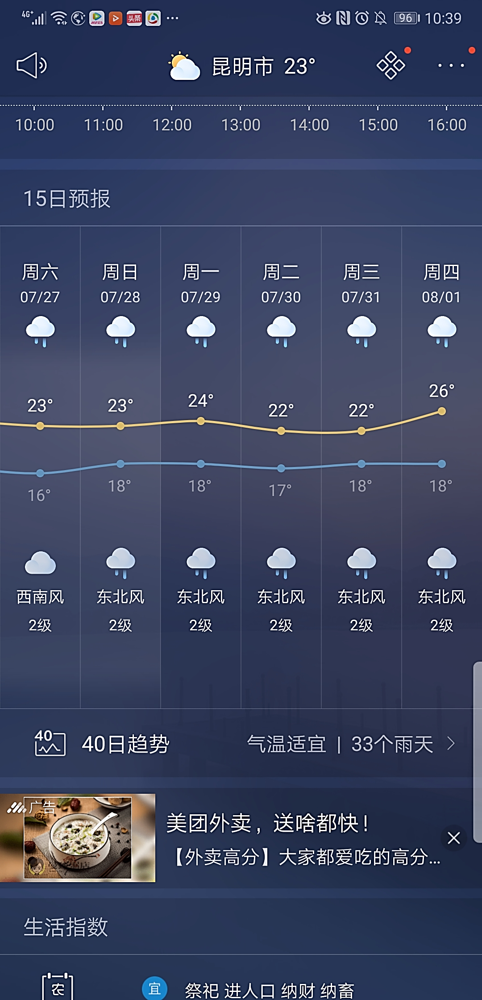 4G+ 96 10:39
昆明市 23°
10:00 11:00 12:00 13:00 14:00 15:00 16:00
15日预报
周六 周日 周一 周二 周三 周四
07/27 07/28 07/29 07/30 07/31 08/01
23° 23° 24° 22° 22° 26°
16° 18° 18° 17° 18° 18°
西南风 东北风 东北风 东北风 东北风 东北风
2级 2级 2级 2级 2级 2级
40 40日趋势 气温适宜 | 33个雨天
广告
美团外卖，送啥都快！
【外卖高分】大家都爱吃的高分...
生活指数
农 宜 祭祀 进人口 纳财 纳畜